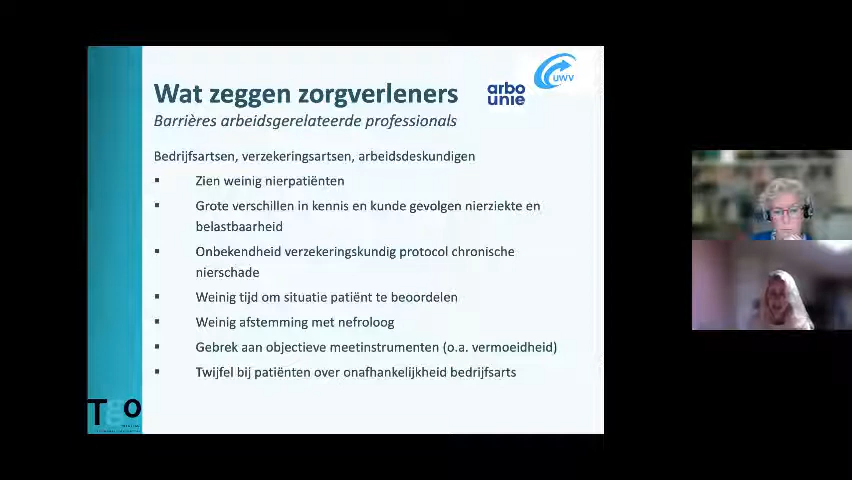 Wat zeggen zorgverleners
arbo
unie
UWV
Barrières arbeidsgerelateerde professionals
Bedrijfsartsen, verzekeringsartsen, arbeidsdeskundigen
▪ Zien weinig nierpatiënten
▪ Grote verschillen in kennis en kunde gevolgen nierziekte en
belastbaarheid
▪ Onbekendheid verzekeringskundig protocol chronische
nierschade
▪ Weinig tijd om situatie patiënt te beoordelen
▪ Weinig afstemming met nefroloog
▪ Gebrek aan objectieve meetinstrumenten (o.a. vermoeidheid)
▪ Twijfel bij patiënten over onafhankelijkheid bedrijfsarts
Tgo